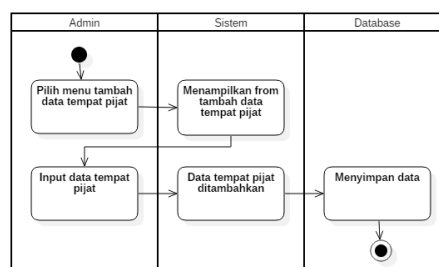 Admin
Sistem
Database
Pilih menu tambah
data tempat pijat
Menampilkan from
tambah data
tempat pijat
Input data tempat
pijat
Data tempat pijat
ditambahkan
Menyimpan data